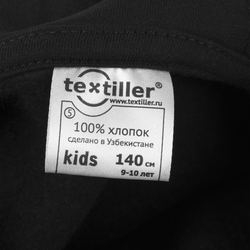 textiller®
www.textiller.ru
S
100% хлопок
сделано в Узбекистане
kids 140 см
9-10 лет